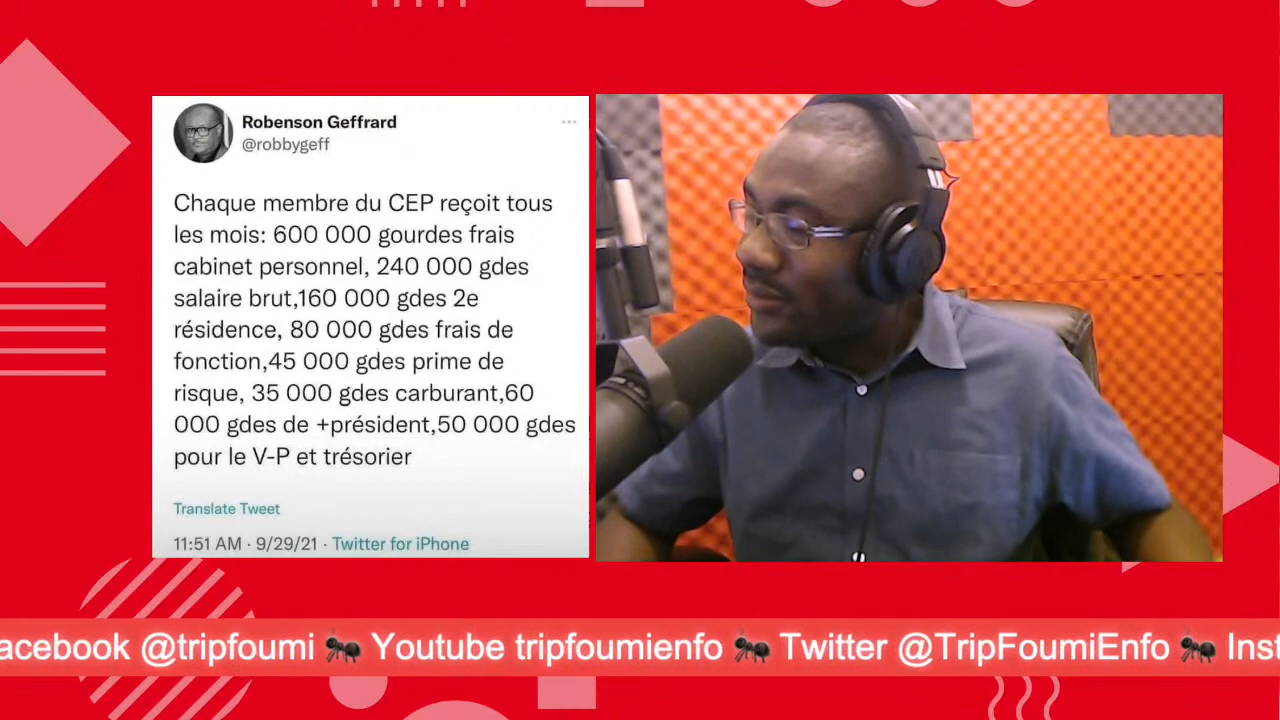 Robenson Geffrard
@robbygeff
Chaque membre du CEP reçoit tous
les mois: 600 000 gourdes frais
cabinet personnel, 240 000 gdes
salaire brut,160 000 gdes 2e
résidence, 80 000 gdes frais de
fonction,45 000 gdes prime de
risque, 35 000 gdes carburant,60
000 gdes de +président,50 000 gdes
pour le V-P et trésorier
Translate Tweet
11:51 AM · 9/29/21 · Twitter for iPhone
acebook @tripfoumi 🐜 Youtube tripfoumienfo 🐜 Twitter @TripFoumiEnfo 🐜 Inst